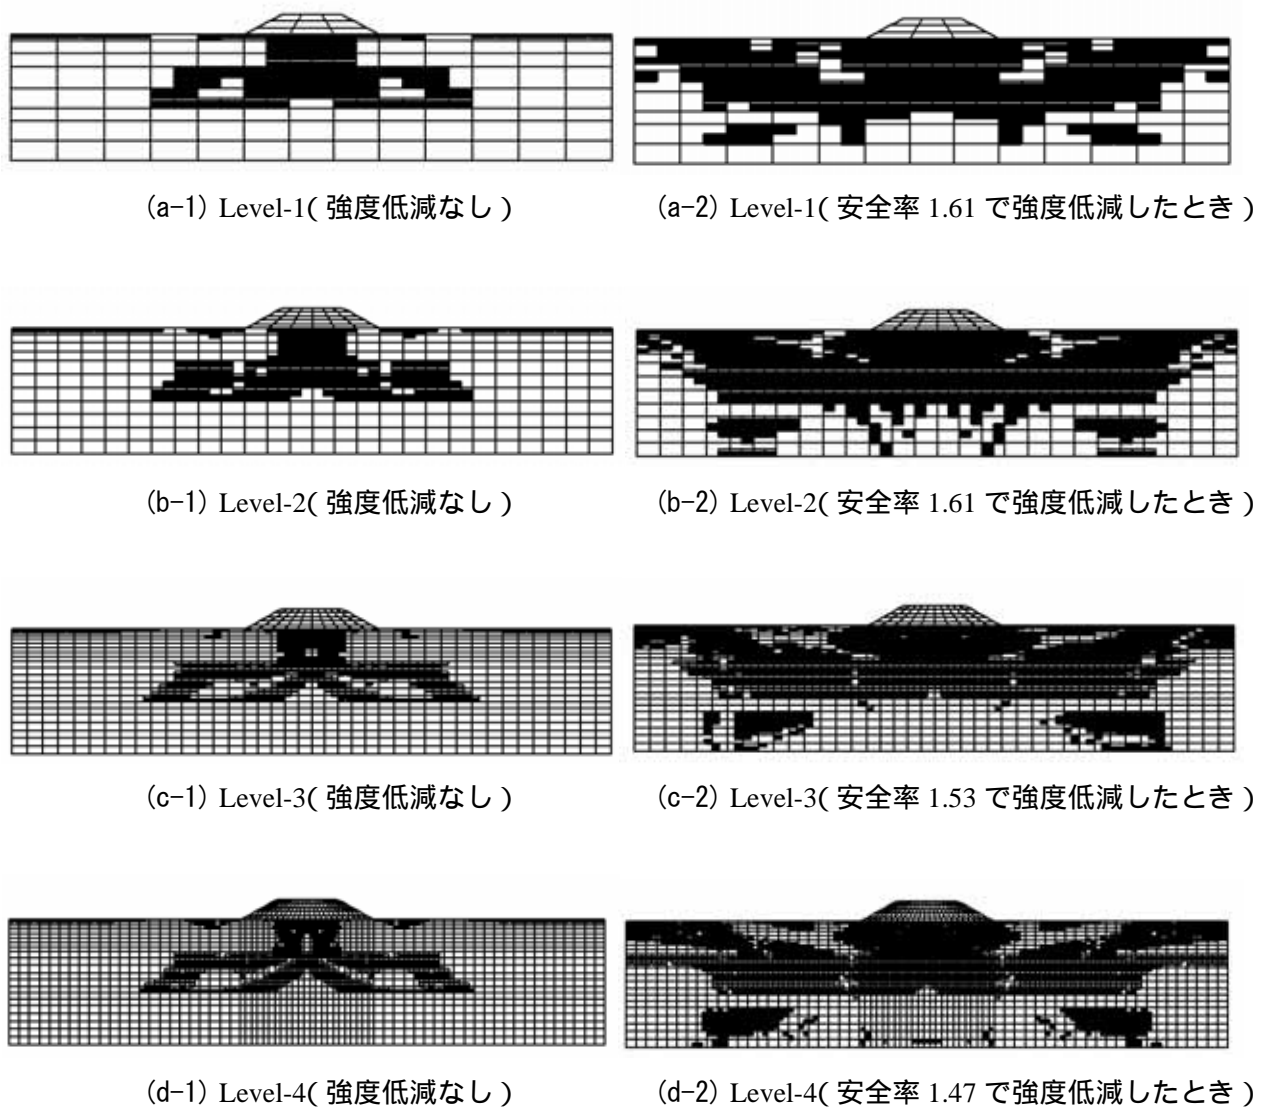 (a-1) Level-1(強度低減なし)
(a-2) Level-1(安全率 1.61 で強度低減したとき)
(b-1) Level-2(強度低減なし)
(b-2) Level-2(安全率 1.61 で強度低減したとき)
(c-1) Level-3(強度低減なし)
(c-2) Level-3(安全率 1.53 で強度低減したとき)
(d-1) Level-4(強度低減なし)
(d-2) Level-4(安全率 1.47 で強度低減したとき)